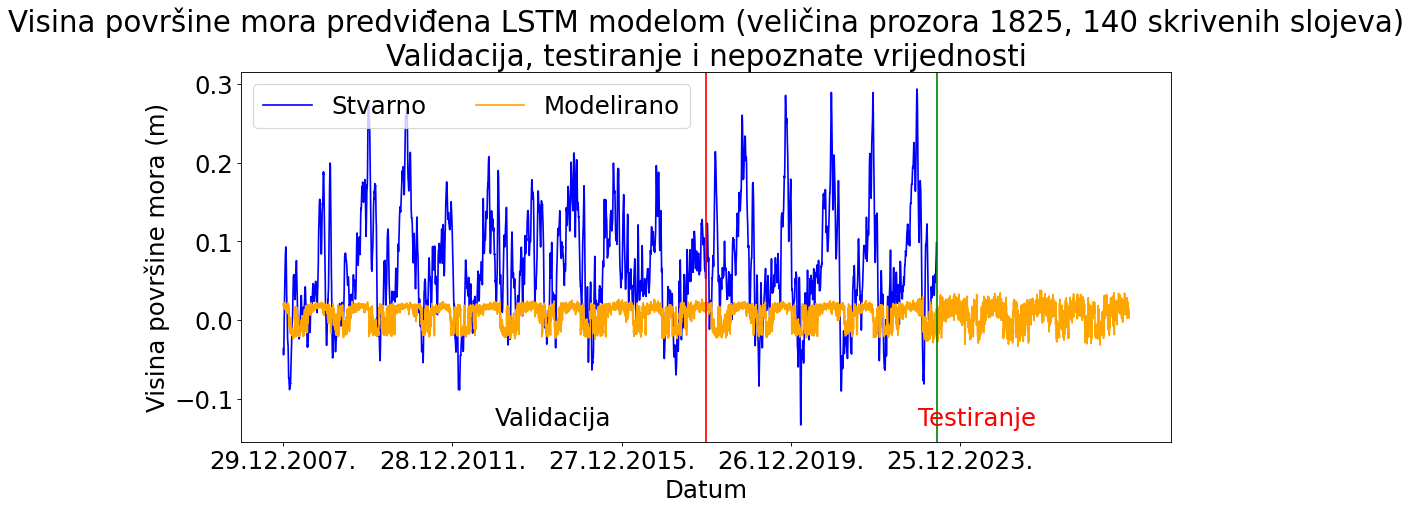 Visina površine mora predviđena LSTM modelom (veličina prozora 1825, 140 skrivenih slojeva)
Validacija, testiranje i nepoznate vrijednosti
Stvarno
Modelirano
Visina površine mora (m)
0.3
0.2
0.1
0.0
−0.1
Validacija
Testiranje
29.12.2007.
28.12.2011.
27.12.2015.
26.12.2019.
25.12.2023.
Datum